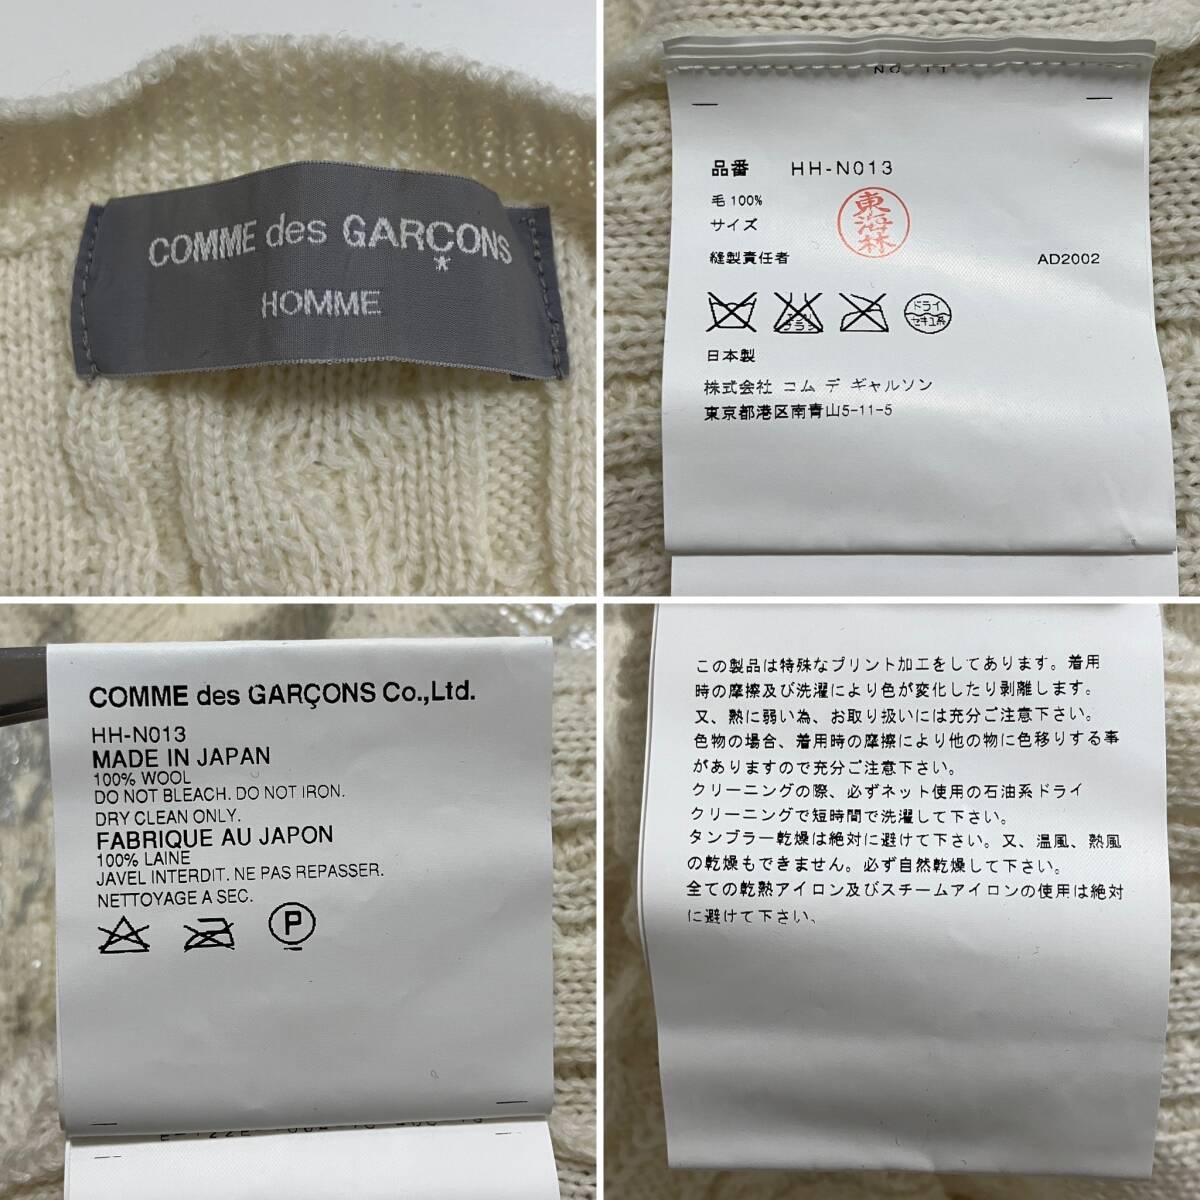 COMME des GARÇONS
*
HOMME
品番 HH-N013
毛 100%
サイズ
東海林
縫製責任者 AD2002
ドライ
セキユ系
日本製
株式会社 コム デ ギャルソン
東京都港区南青山5-11-5
COMME des GARÇONS Co.,Ltd.
HH-N013
MADE IN JAPAN
100% WOOL
DO NOT BLEACH. DO NOT IRON.
DRY CLEAN ONLY.
FABRIQUE AU JAPON
100% LAINE
JAVEL INTERDIT. NE PAS REPASSER.
NETTOYAGE A SEC.
P
この製品は特殊なプリント加工をしてあります。着用
時の摩擦及び洗濯により色が変化したり剥離します。
又、熱に弱い為、お取り扱いには充分ご注意下さい。
色物の場合、着用時の摩擦により他の物に色移りする事
がありますので充分ご注意下さい。
クリーニングの際、必ずネット使用の石油系ドライ
クリーニングで短時間で洗濯して下さい。
タンブラー乾燥は絶対に避けて下さい。又、温風、熱風
の乾燥もできません。必ず自然乾燥して下さい。
全ての乾熱アイロン及びスチームアイロンの使用は絶対
に避けて下さい。